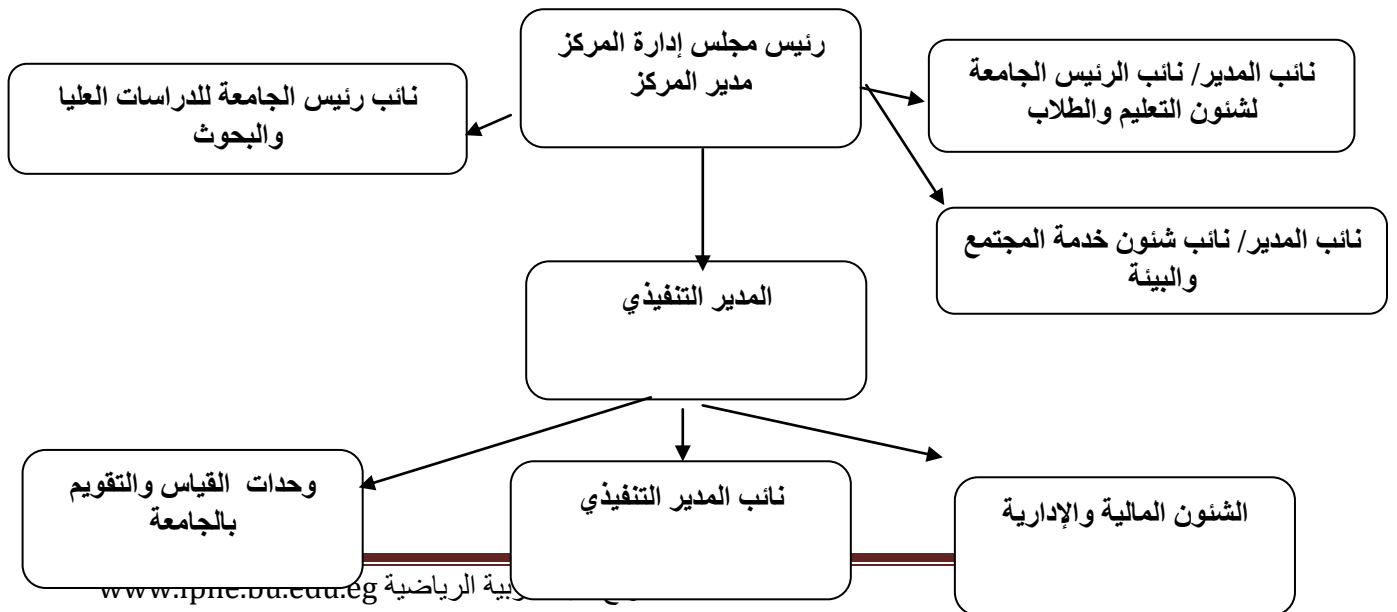 رئيس مجلس إدارة المركز
مدير المركز
نائب المدير/ نائب الرئيس الجامعة
لشئون التعليم والطلاب
نائب رئيس الجامعة للدراسات العليا
والبحوث
نائب المدير/ نائب شئون خدمة المجتمع
والبيئة
المدير التنفيذي
الشئون المالية والإدارية
نائب المدير التنفيذي
وحدات القياس والتقويم
بالجامعة
الرياضية